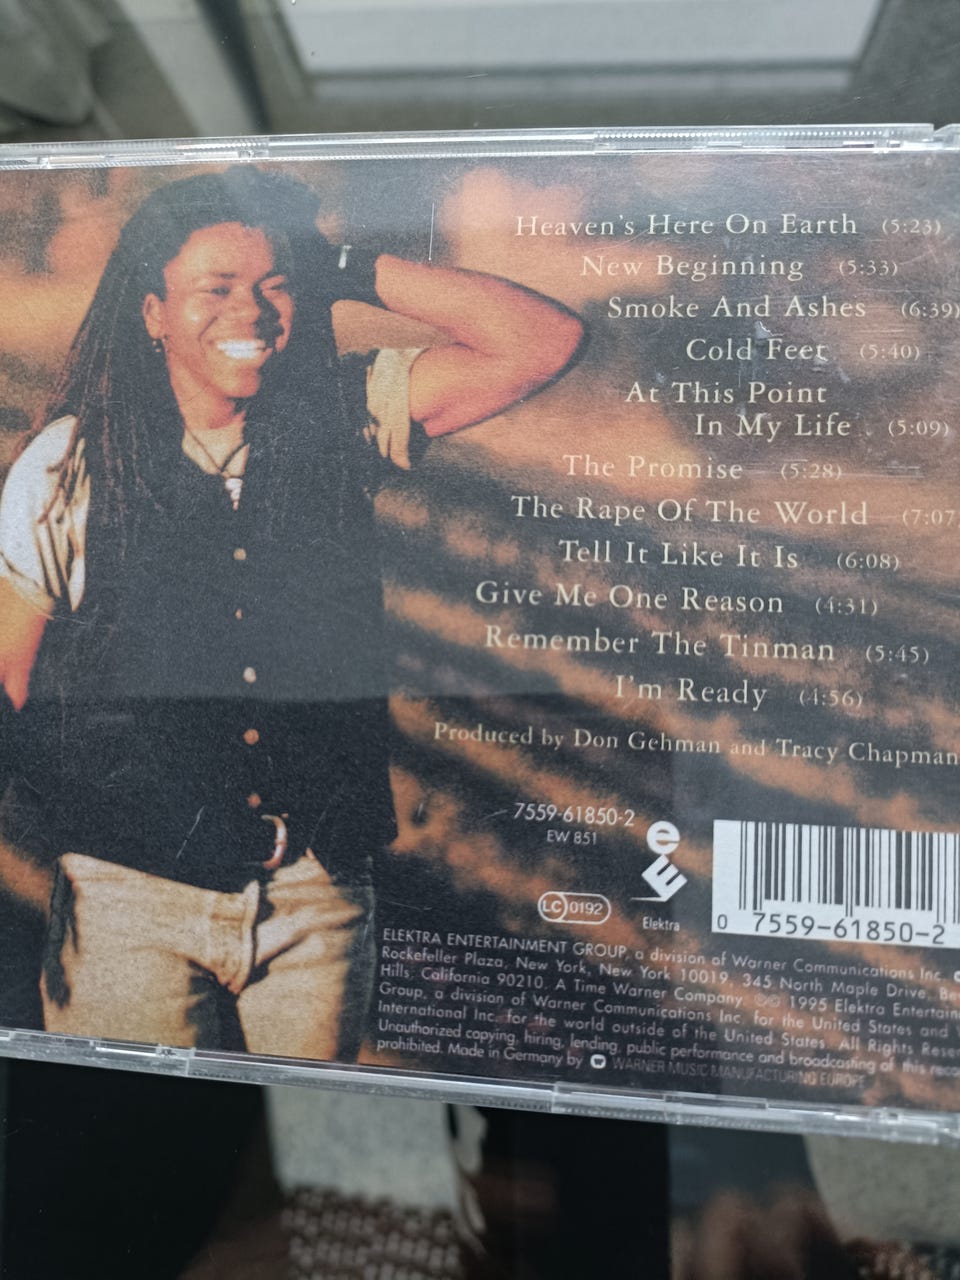 Heaven's Here On Earth (5:23)
New Beginning (5:33)
Smoke And Ashes (6:39)
Cold Feet (5:40)
At This Point
In My Life (5:09)
The Promise (5:28)
The Rape Of The World (7:07
Tell It Like It Is (6:08)
Give Me One Reason (4:31)
Remember The Tinman (5:45)
I'm Ready (4:56)
Produced by Don Gehman and Tracy Chapman
7559-61850-2
EW 851
LC 0192
Elektra
0 7559-61850-2
ELEKTRA ENTERTAINMENT GROUP, a division of Warner Communications Inc.
Rockefeller Plaza, New York, New York 10019. 345 North Maple Drive,
Hills, California 90210. A Time Warner Company. ℗© 1995 Elektra
Group, a division of Warner Communications Inc. for the United States and
International Inc. for the world outside of the United States. All Rights
Unauthorized copying, hiring, lending, public performance and broadcasting of this
prohibited. Made in Germany by WARNER MUSIC MANUFACTURING EUROPE